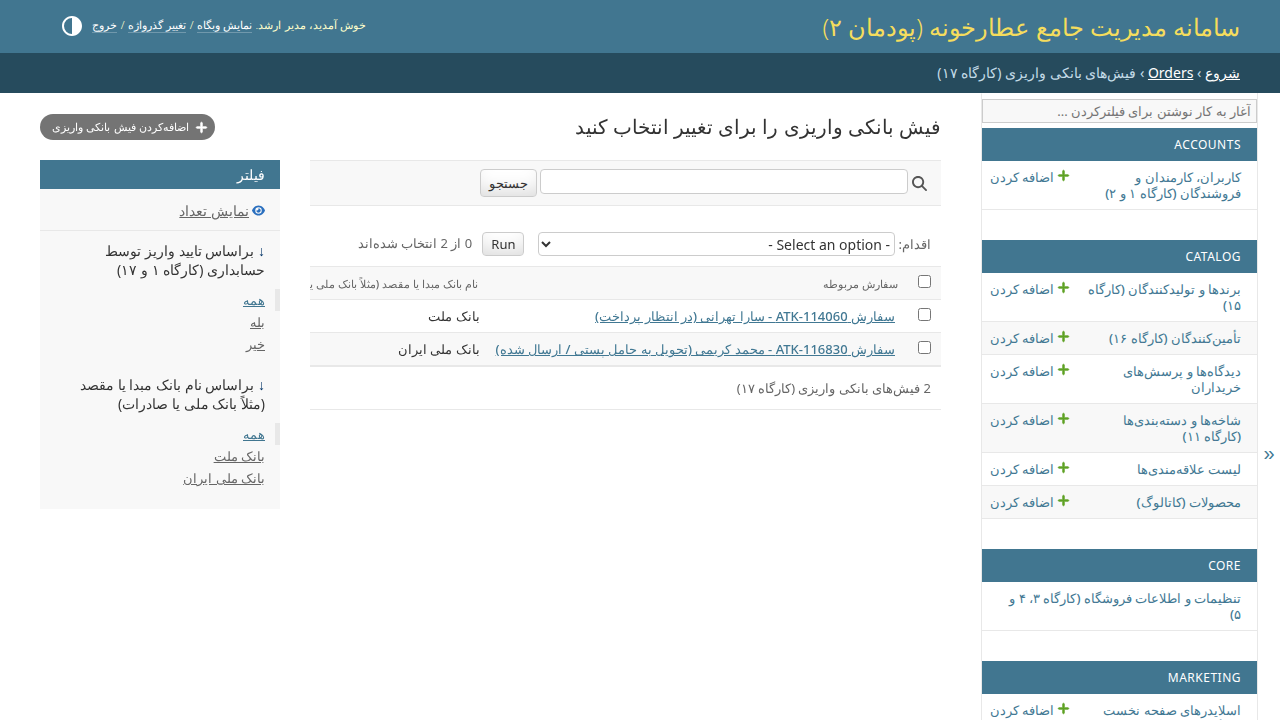 سامانه مدیریت جامع عطارخونه (پودمان ۲)
خوش آمدید، مدیر ارشد. نمایش وبگاه / تغییر گذرواژه / خروج
شروع › Orders › فیش‌های بانکی واریزی (کارگاه ۱۷)
آغار به کار نوشتن برای فیلترکردن ...
ACCOUNTS
کاربران، کارمندان و فروشندگان (کارگاه ۱ و ۲)
اضافه کردن
CATALOG
برندها و تولیدکنندگان (کارگاه ۱۵)
اضافه کردن
تأمین‌کنندگان (کارگاه ۱۶)
اضافه کردن
دیدگاه‌ها و پرسش‌های خریداران
اضافه کردن
شاخه‌ها و دسته‌بندی‌ها (کارگاه ۱۱)
اضافه کردن
لیست علاقه‌مندی‌ها
اضافه کردن
محصولات (کاتالوگ)
اضافه کردن
CORE
تنظیمات و اطلاعات فروشگاه (کارگاه ۳، ۴ و ۵)
MARKETING
اسلایدرهای صفحه نخست
اضافه کردن
»
فیش بانکی واریزی را برای تغییر انتخاب کنید
اضافه‌کردن فیش بانکی واریزی
جستجو
اقدام: - Select an option - Run 0 از 2 انتخاب شده‌اند
سفارش مربوطه
نام بانک مبدا یا مقصد (مثلاً بانک ملی ی
سفارش ATK-114060 - سارا تهرانی (در انتظار پرداخت) بانک ملت
سفارش ATK-116830 - محمد کریمی (تحویل به حامل پستی / ارسال شده) بانک ملی ایران
2 فیش‌های بانکی واریزی (کارگاه ۱۷)
فیلتر
نمایش تعداد
↓ براساس تایید واریز توسط
حسابداری (کارگاه ۱ و ۱۷)
همه
بله
خیر
↓ براساس نام بانک مبدا یا مقصد
(مثلاً بانک ملی یا صادرات)
همه
بانک ملت
بانک ملی ایران